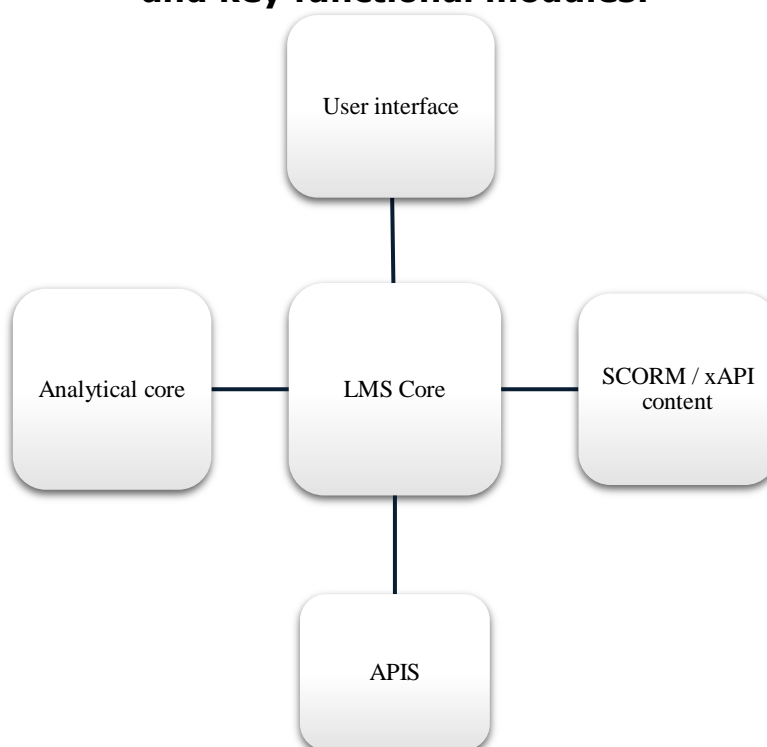 and key functional modules.
User interface
Analytical core
LMS Core
SCORM / xAPI
content
APIS